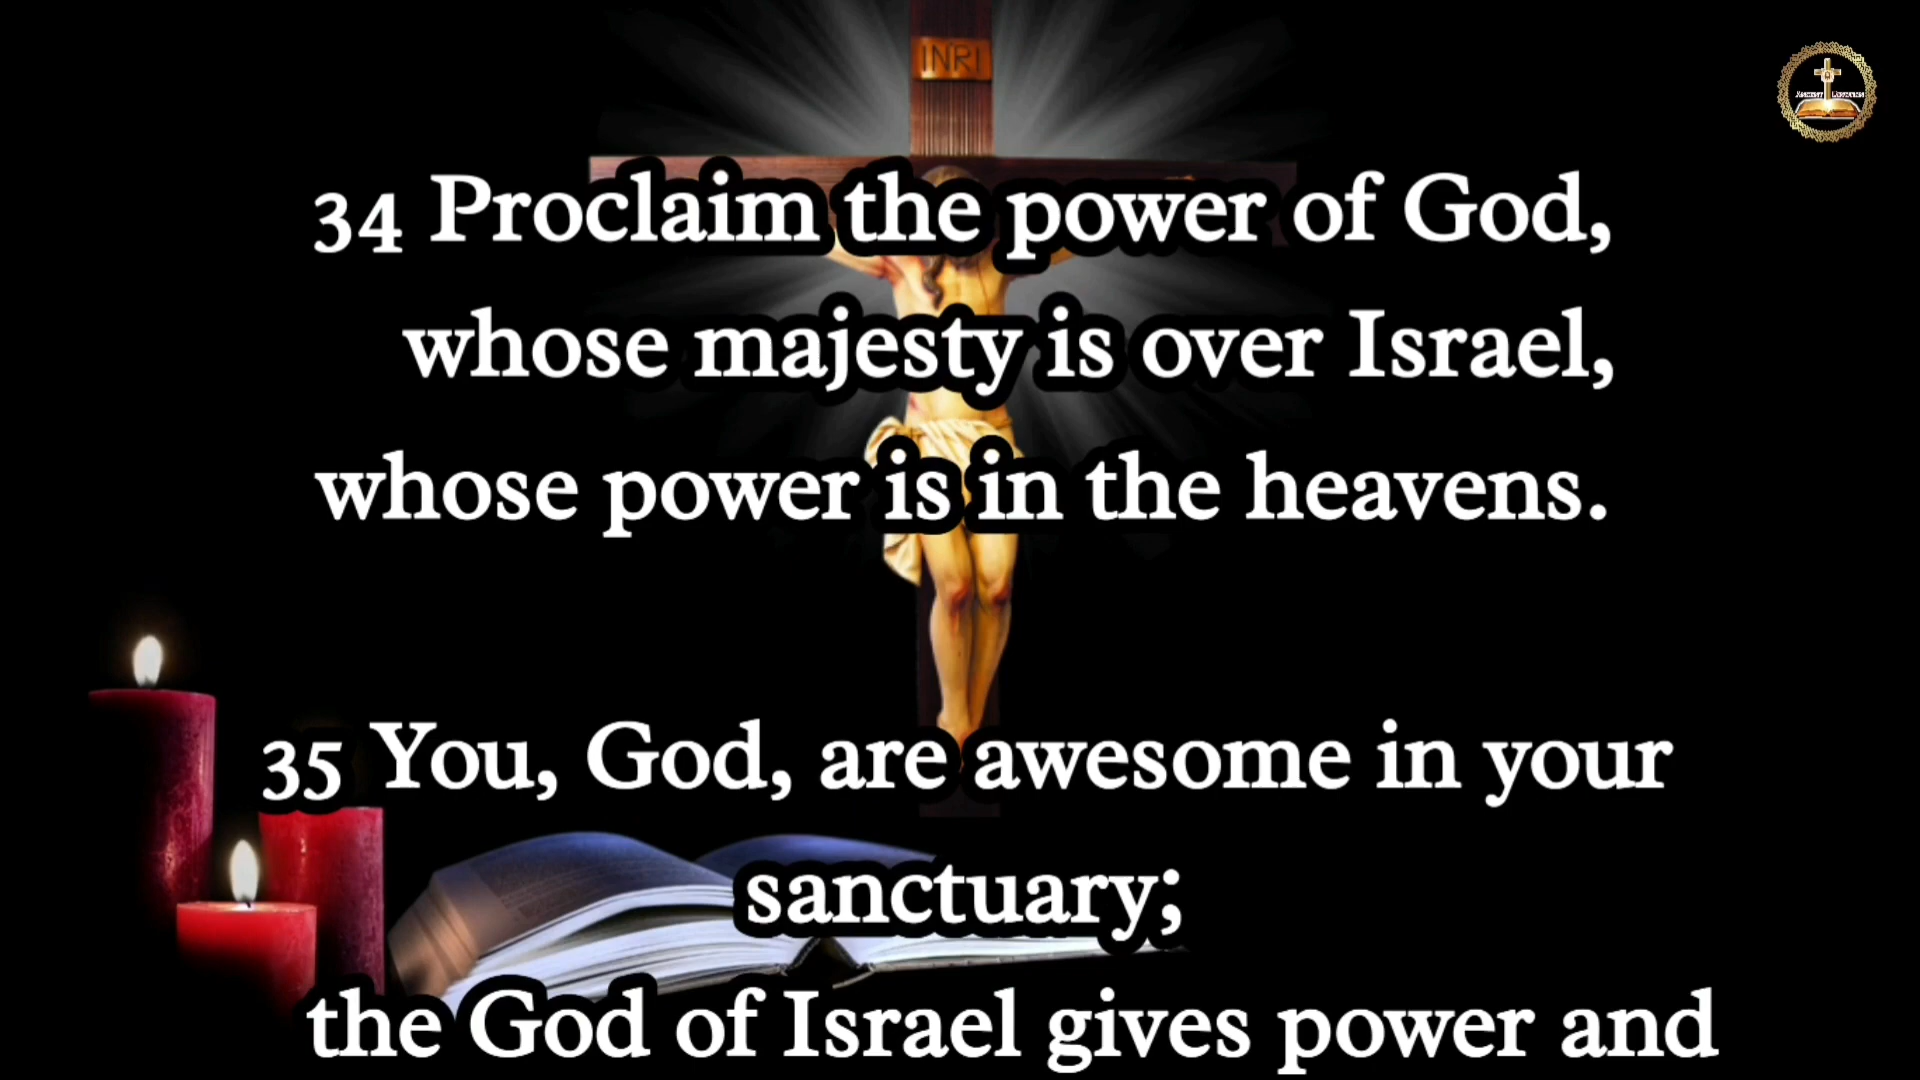 INRI
34 Proclaim the power of God,
whose majesty is over Israel,
whose power is in the heavens.
35 You, God, are awesome in your
sanctuary;
the God of Israel gives power and